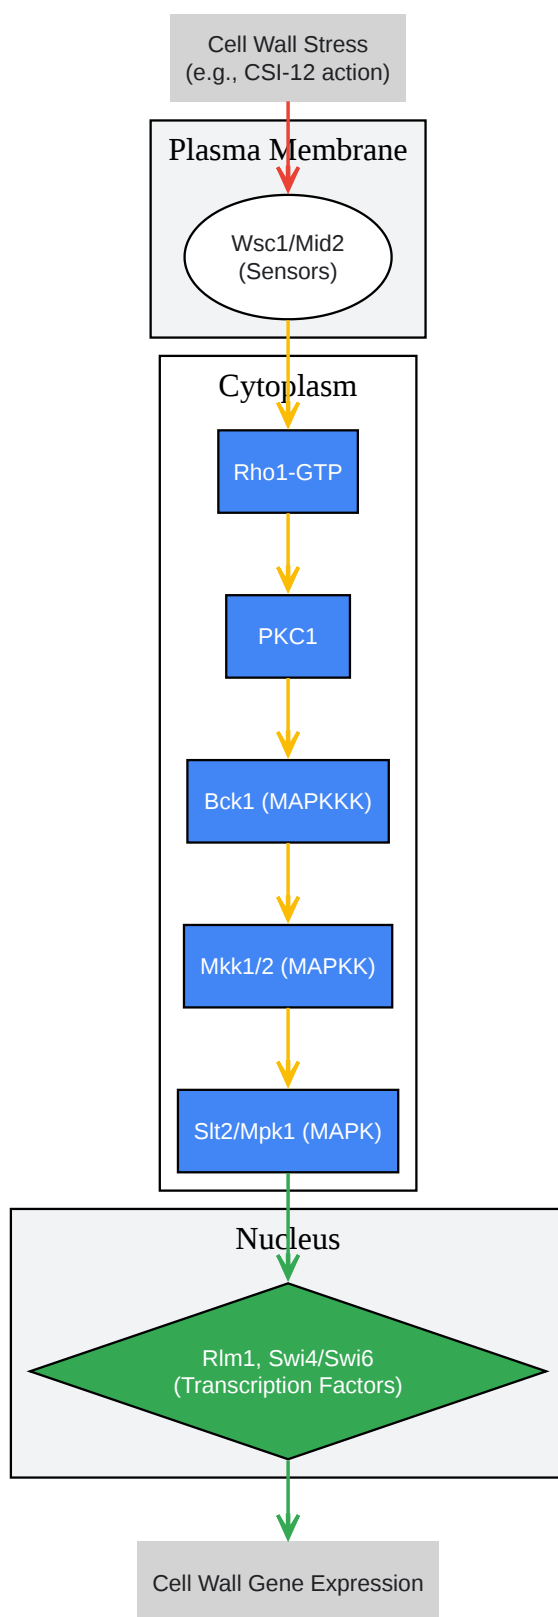 Cell Wall Stress
(e.g., CSI-12 action)
Plasma Membrane
Wsc1/Mid2
(Sensors)
Cytoplasm
Rho1-GTP
PKC1
Bck1 (MAPKKK)
Mkk1/2 (MAPKK)
Slt2/Mpk1 (MAPK)
Nucleus
Rlm1, Swi4/Swi6
(Transcription Factors)
Cell Wall Gene Expression